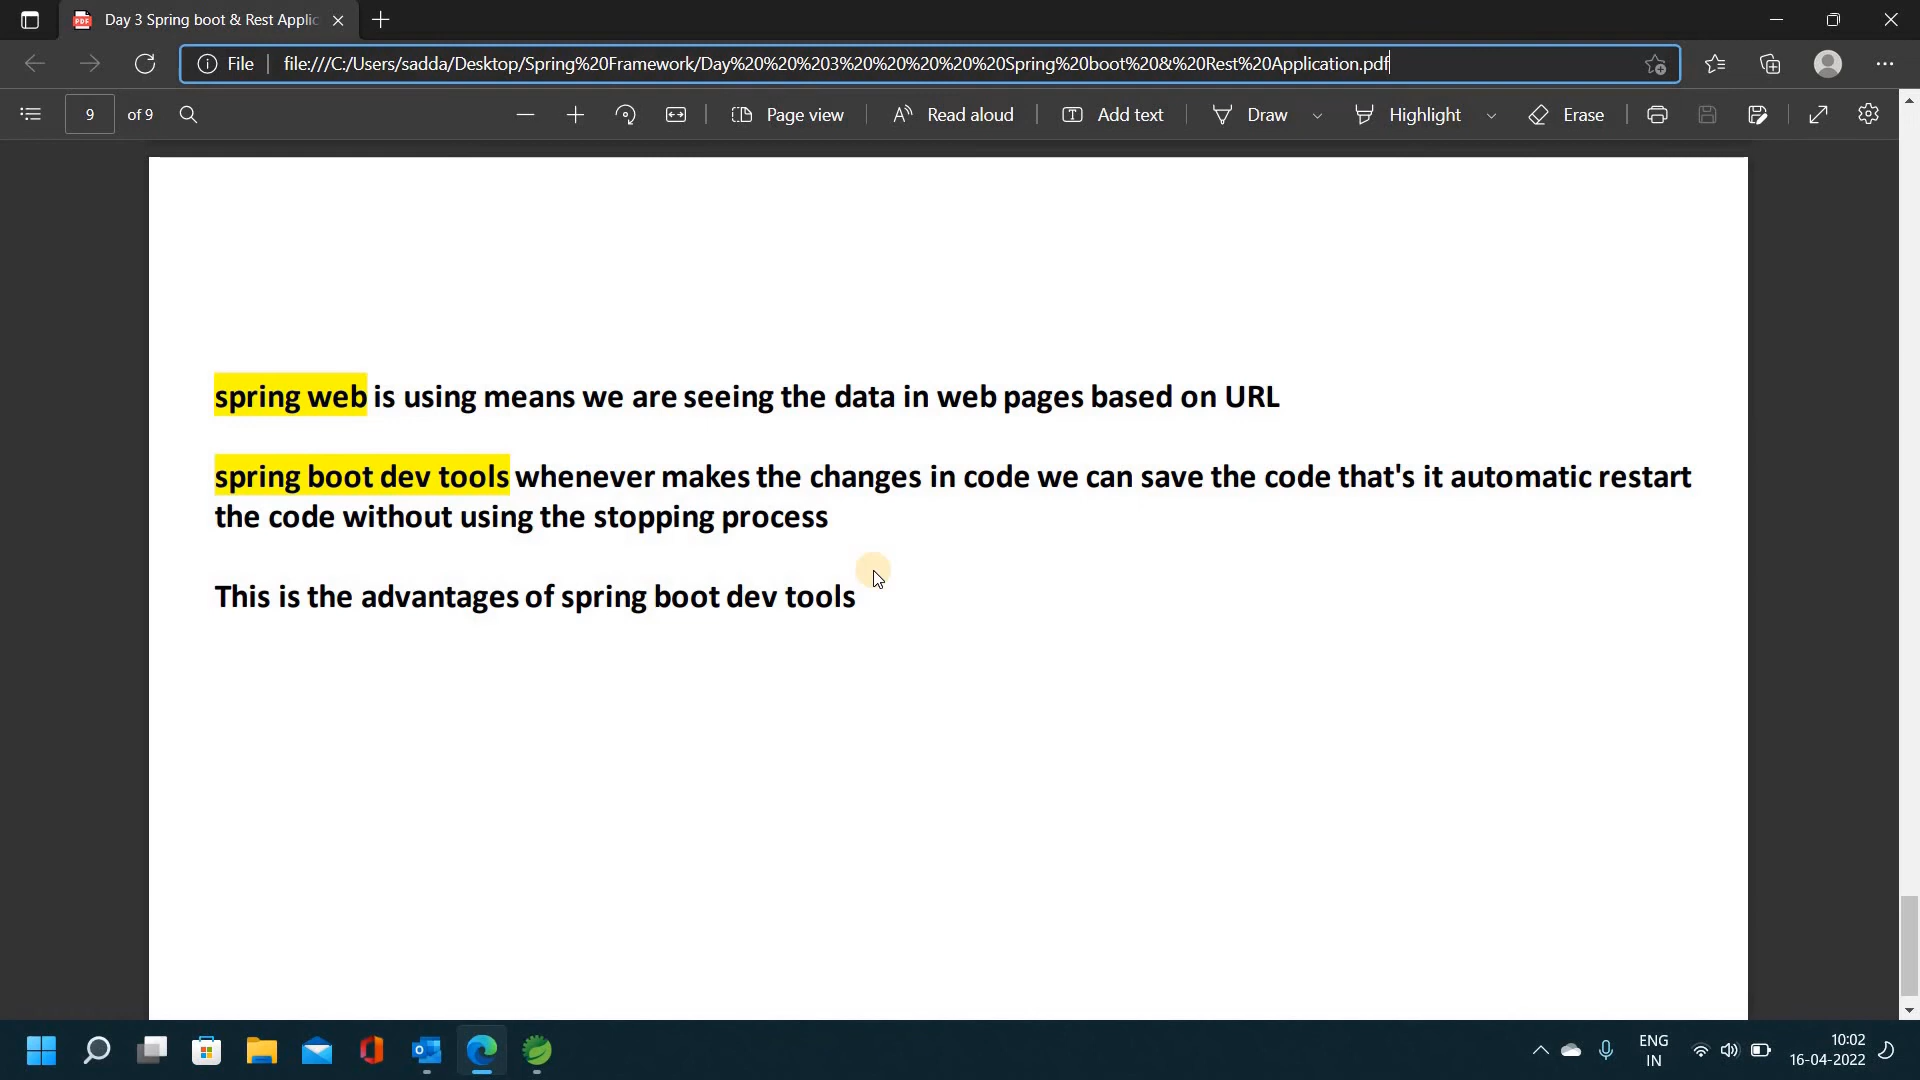 Day 3 Spring boot & Rest Applic
File
file:///C:/Users/sadda/Desktop/Spring%20Framework/Day%20%20%203%20%20%20%20%20Spring%20boot%20&%20Rest%20Application.pdf
9 of 9
Page view
Read aloud
Add text
Draw
Highlight
Erase
spring web is using means we are seeing the data in web pages based on URL
spring boot dev tools whenever makes the changes in code we can save the code that's it automatic restart
the code without using the stopping process
This is the advantages of spring boot dev tools
ENG
IN
10:02
16-04-2022